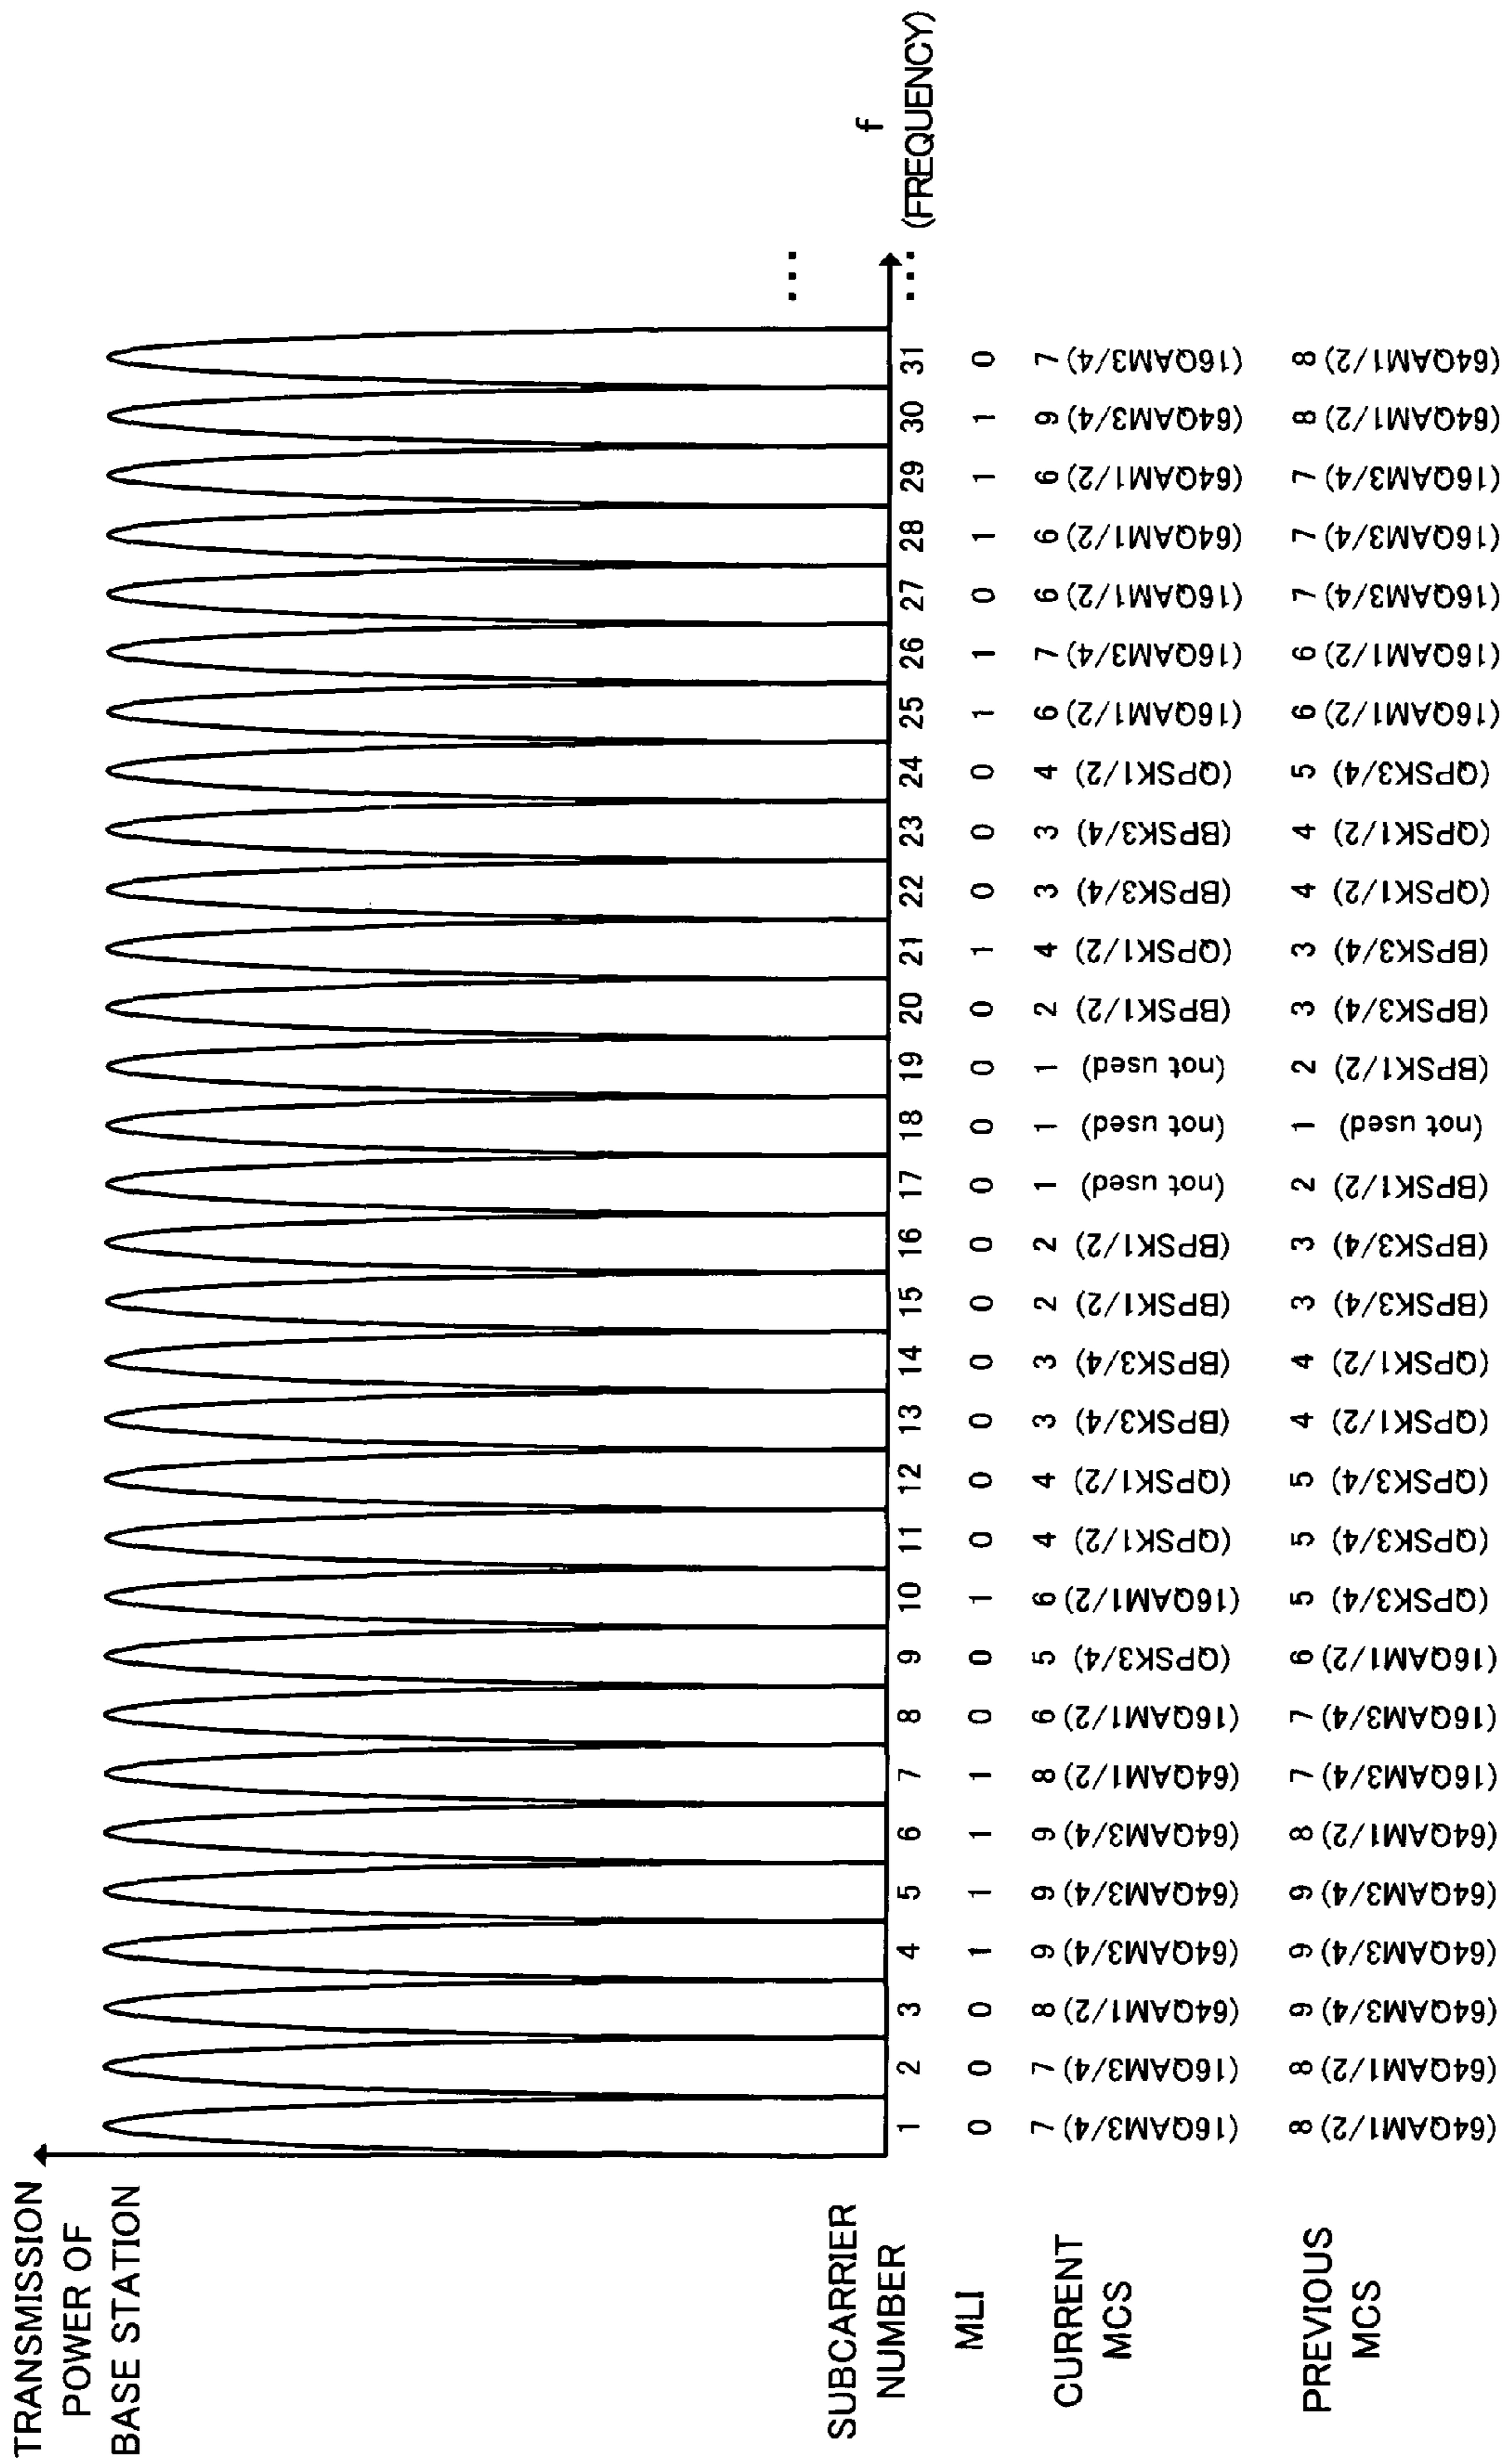 TRANSMISSION
POWER OF
BASE STATION
...
f
(FREQUENCY)
SUBCARRIER
NUMBER
1 2 3 4 5 6 7 8 9 10 11 12 13 14 15 16 17 18 19 20 21 22 23 24 25 26 27 28 29 30 31 ...
MLI
0 0 0 1 1 1 1 0 0 1 0 0 0 0 0 0 0 0 0 0 1 0 0 0 1 1 0 1 1 1 0
CURRENT
MCS
7 7 8 9 9 9 8 6 5 6 4 4 3 3 2 2 1 1 1 2 4 3 3 4 6 7 6 6 6 9 7
(16QAM3/4) (16QAM3/4) (64QAM1/2) (64QAM3/4) (64QAM3/4) (64QAM3/4) (64QAM1/2) (16QAM1/2) (QPSK3/4) (16QAM1/2) (QPSK1/2) (QPSK1/2) (BPSK3/4) (BPSK3/4) (BPSK1/2) (BPSK1/2) (not used) (not used) (not used) (BPSK1/2) (QPSK1/2) (BPSK3/4) (BPSK3/4) (QPSK1/2) (16QAM1/2) (16QAM3/4) (16QAM1/2) (64QAM1/2) (64QAM1/2) (64QAM3/4) (16QAM3/4)
PREVIOUS
MCS
8 8 9 9 9 8 7 7 6 5 5 5 4 4 3 3 2 1 2 3 3 4 4 5 6 6 7 7 7 8 8
(64QAM1/2) (64QAM1/2) (64QAM3/4) (64QAM3/4) (64QAM3/4) (64QAM1/2) (16QAM3/4) (16QAM3/4) (16QAM1/2) (QPSK3/4) (QPSK3/4) (QPSK3/4) (QPSK1/2) (QPSK1/2) (BPSK3/4) (BPSK3/4) (BPSK1/2) (not used) (BPSK1/2) (BPSK3/4) (BPSK3/4) (QPSK1/2) (QPSK1/2) (QPSK3/4) (16QAM1/2) (16QAM1/2) (16QAM3/4) (16QAM3/4) (16QAM3/4) (64QAM1/2) (64QAM1/2)